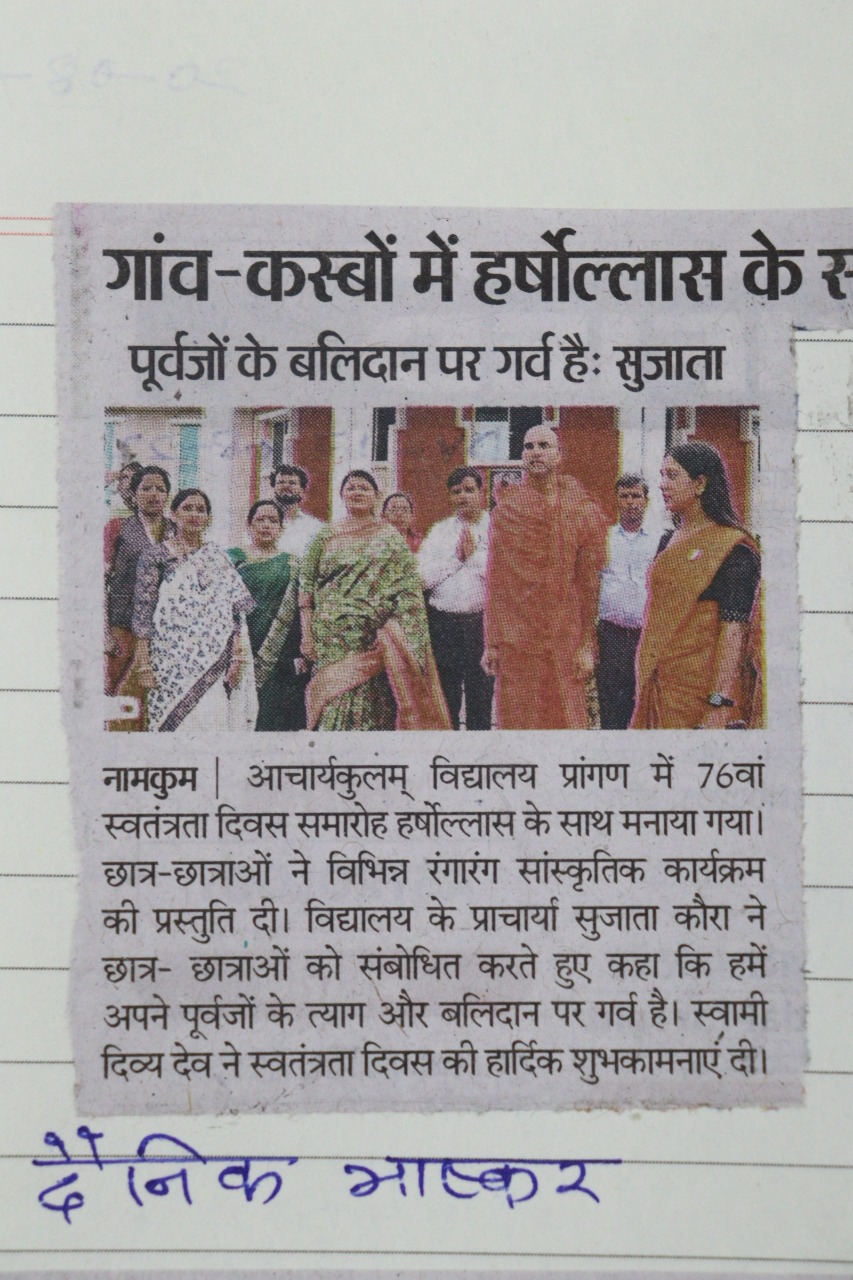 गांव-कस्बों में हर्षोल्लास के
पूर्वजों के बलिदान पर गर्व हैः सुजाता
नामकुम | आचार्यकुलम् विद्यालय प्रांगण में 76वां
स्वतंत्रता दिवस समारोह हर्षोल्लास के साथ मनाया गया।
छात्र-छात्राओं ने विभिन्न रंगारंग सांस्कृतिक कार्यक्रम
की प्रस्तुति दी। विद्यालय के प्राचार्या सुजाता कौरा ने
छात्र- छात्राओं को संबोधित करते हुए कहा कि हमें
अपने पूर्वजों के त्याग और बलिदान पर गर्व है। स्वामी
दिव्य देव ने स्वतंत्रता दिवस की हार्दिक शुभकामनाएं दी।
दैनिक भास्कर